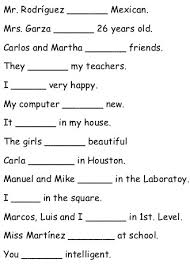 Mr. Rodríguez _______ Mexican.
Mrs. Garza _______ 26 years old.
Carlos and Martha _______ friends.
They _______ my teachers.
I _______ very happy.
My computer _______ new.
It _______ in my house.
The girls _______ beautiful
Carla _______ in Houston.
Manuel and Mike _______ in the Laboratoy.
I _____ in the square.
Marcos, Luis and I _______ in 1st. Level.
Miss Martínez ________ at school.
You _______ intelligent.